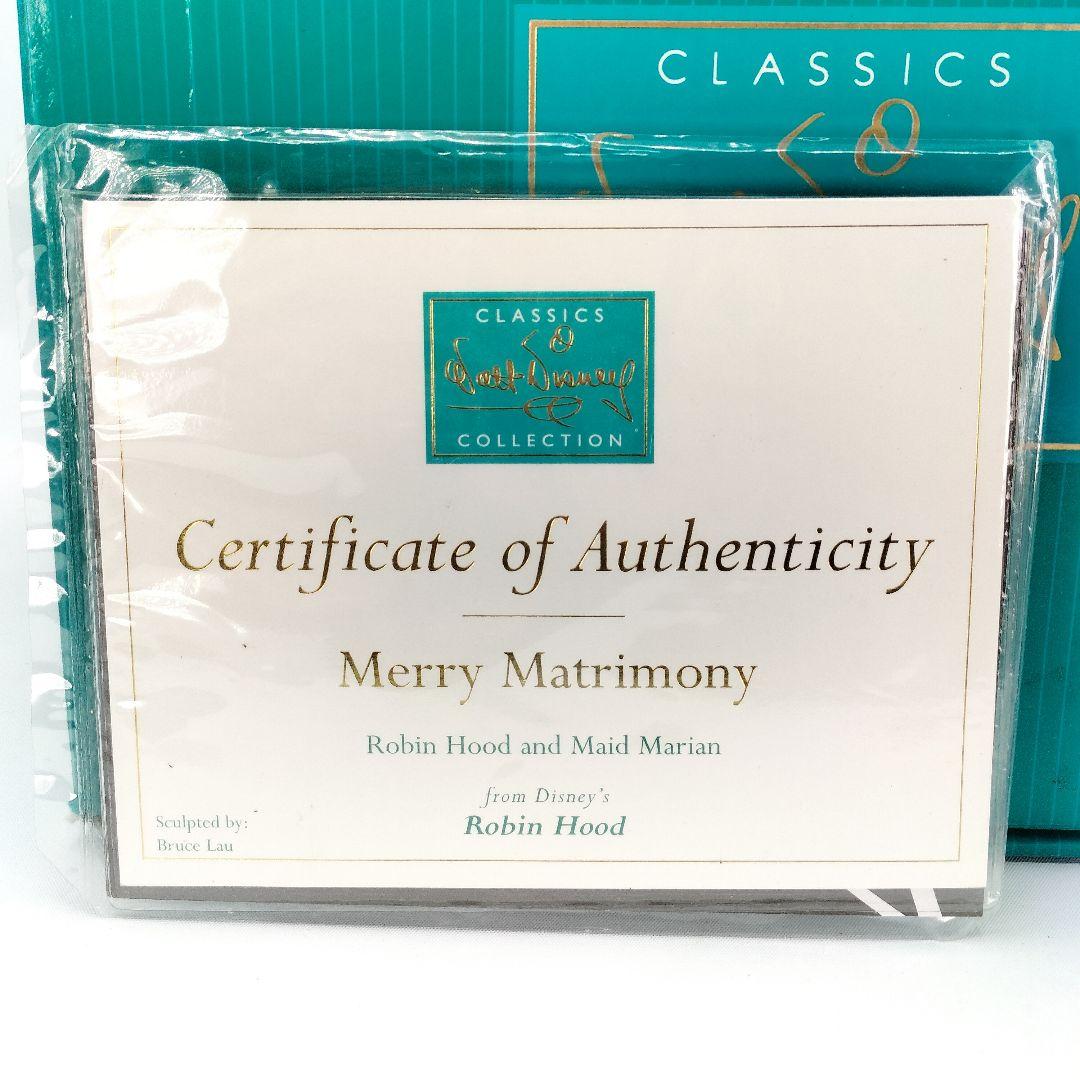 CLASSICS
CLASSICS
Walt Disney
COLLECTION
Certificate of Authenticity
Merry Matrimony
Robin Hood and Maid Marian
from Disney's
Robin Hood
Sculpted by:
Bruce Lau